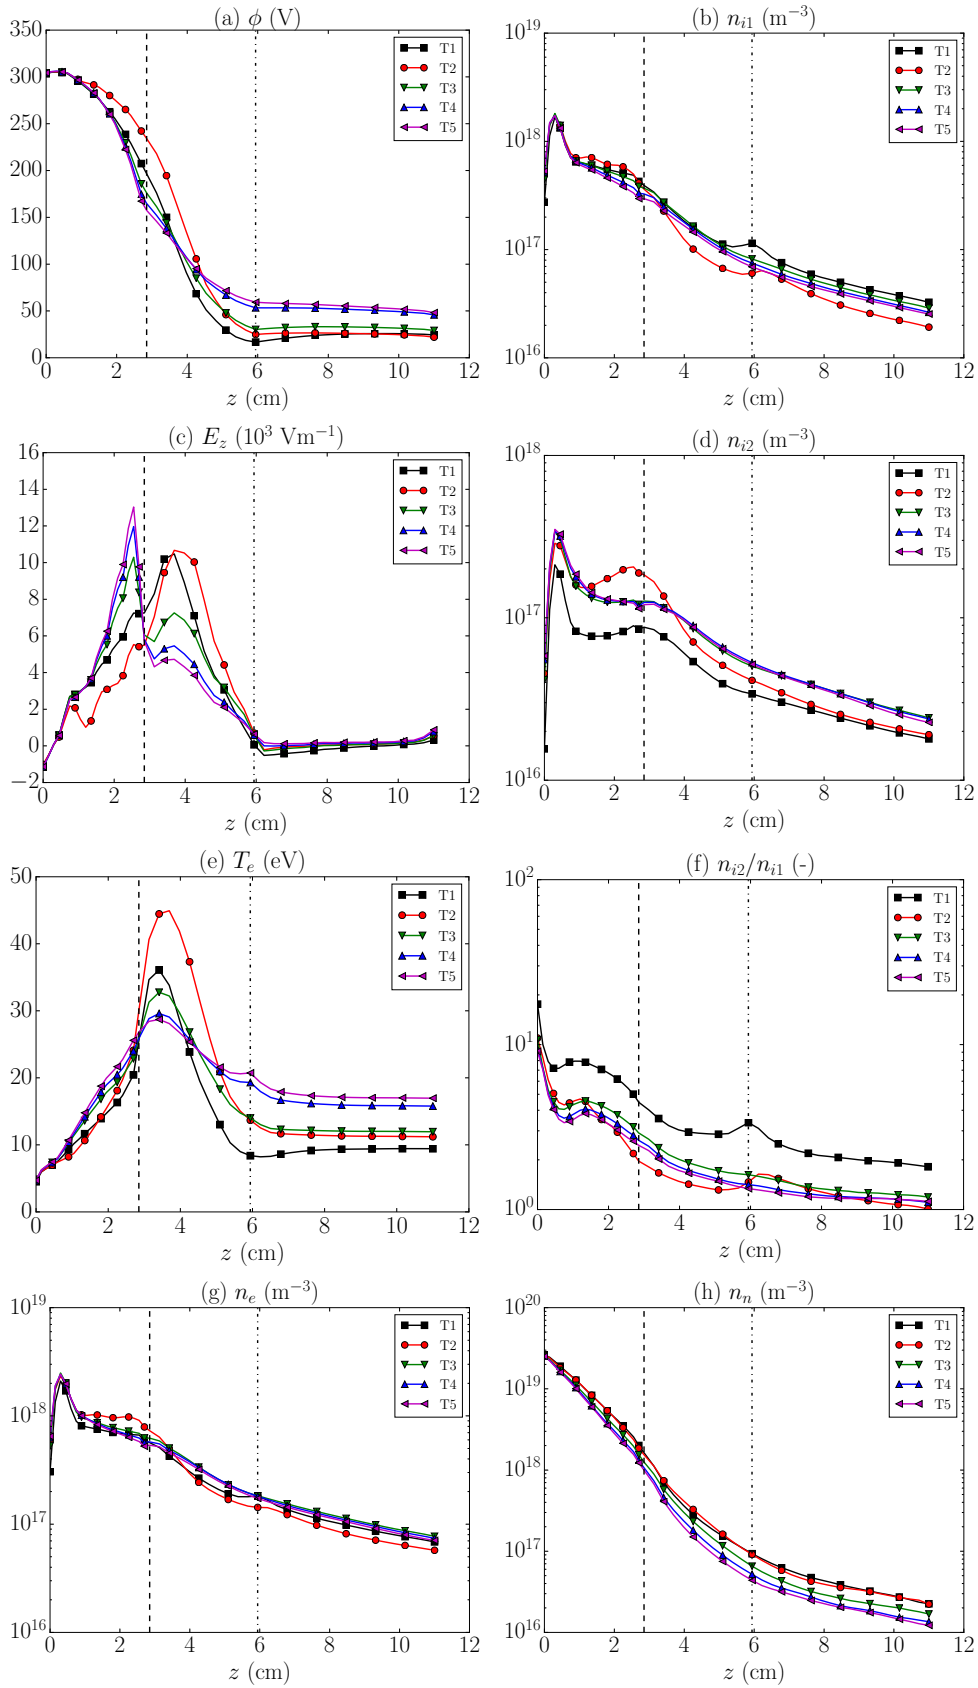 (a) ϕ (V)
350
300
250
200
150
100
50
0
0 2 4 6 8 10 12
z (cm)
T1
T2
T3
T4
T5
(b) n_{i1} (m^{−3})
10^{19}
10^{18}
10^{17}
10^{16}
0 2 4 6 8 10 12
z (cm)
T1
T2
T3
T4
T5
(c) E_z (10^3 Vm^{−1})
16
14
12
10
8
6
4
2
0
−2
0 2 4 6 8 10 12
z (cm)
T1
T2
T3
T4
T5
(d) n_{i2} (m^{−3})
10^{18}
10^{17}
10^{16}
0 2 4 6 8 10 12
z (cm)
T1
T2
T3
T4
T5
(e) T_e (eV)
50
40
30
20
10
0
0 2 4 6 8 10 12
z (cm)
T1
T2
T3
T4
T5
(f) n_{i2}/n_{i1} (-)
10^2
10^1
10^0
0 2 4 6 8 10 12
z (cm)
T1
T2
T3
T4
T5
(g) n_e (m^{−3})
10^{19}
10^{18}
10^{17}
10^{16}
0 2 4 6 8 10 12
z (cm)
T1
T2
T3
T4
T5
(h) n_n (m^{−3})
10^{20}
10^{19}
10^{18}
10^{17}
10^{16}
0 2 4 6 8 10 12
z (cm)
T1
T2
T3
T4
T5